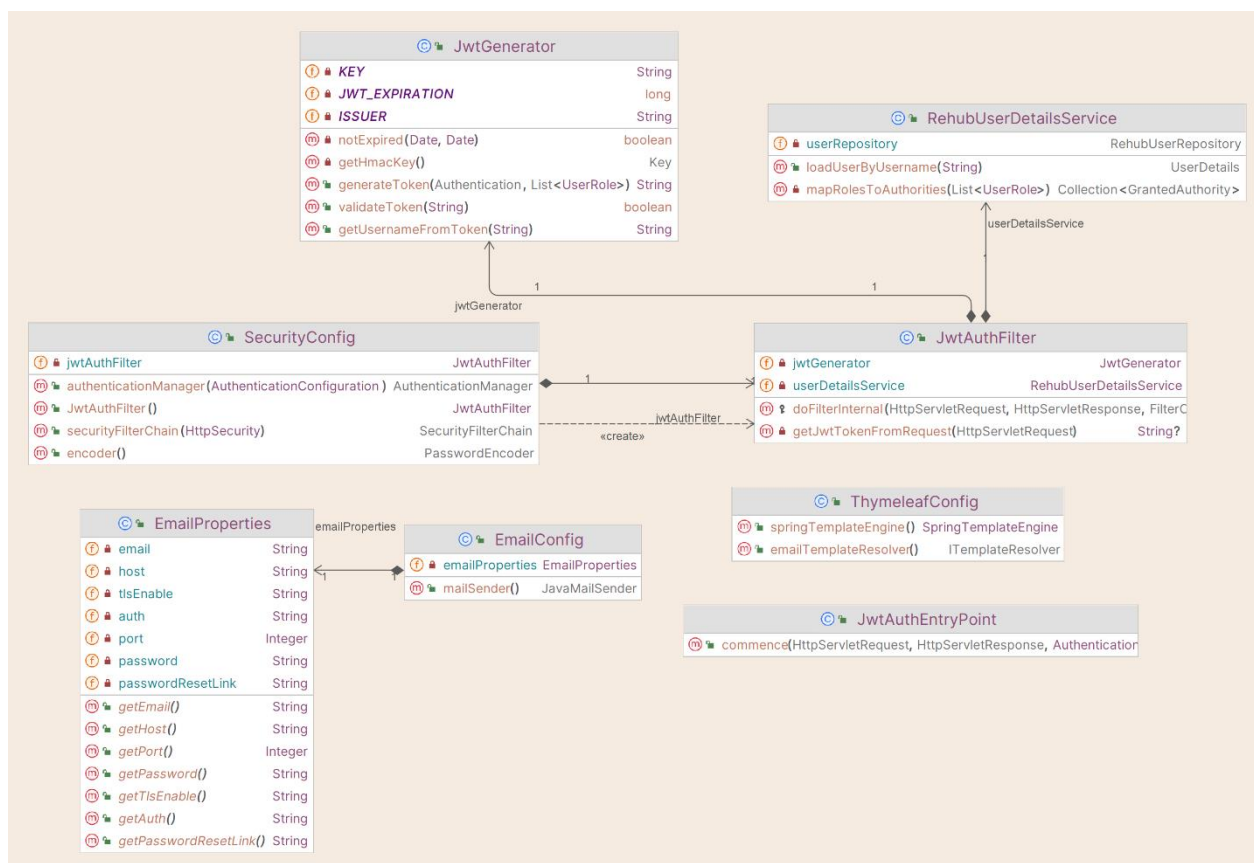 JwtGenerator
KEY String
JWT_EXPIRATION long
ISSUER String
notExpired(Date, Date) boolean
getHmacKey() Key
generateToken(Authentication, List<UserRole>) String
validateToken(String) boolean
getUsernameFromToken(String) String
RehubUserDetailsService
userRepository RehubUserRepository
loadUserByUsername(String) UserDetails
mapRolesToAuthorities(List<UserRole>) Collection<GrantedAuthority>
userDetailsService
1
1 1
jwtGenerator
SecurityConfig
jwtAuthFilter JwtAuthFilter
authenticationManager(AuthenticationConfiguration) AuthenticationManager
JwtAuthFilter() JwtAuthFilter
securityFilterChain(HttpSecurity) SecurityFilterChain
encoder() PasswordEncoder
1 1
jwtAuthFilter
«create»
JwtAuthFilter
jwtGenerator JwtGenerator
userDetailsService RehubUserDetailsService
doFilterInternal(HttpServletRequest, HttpServletResponse, FilterC
getJwtTokenFromRequest(HttpServletRequest) String?
EmailProperties
email String
host String
tlsEnable String
auth String
port Integer
password String
passwordResetLink String
getEmail() String
getHost() String
getPort() Integer
getPassword() String
getTlsEnable() String
getAuth() String
getPasswordResetLink() String
emailProperties
1 1
EmailConfig
emailProperties EmailProperties
mailSender() JavaMailSender
ThymeleafConfig
springTemplateEngine() SpringTemplateEngine
emailTemplateResolver() ITemplateResolver
JwtAuthEntryPoint
commence(HttpServletRequest, HttpServletResponse, Authentication